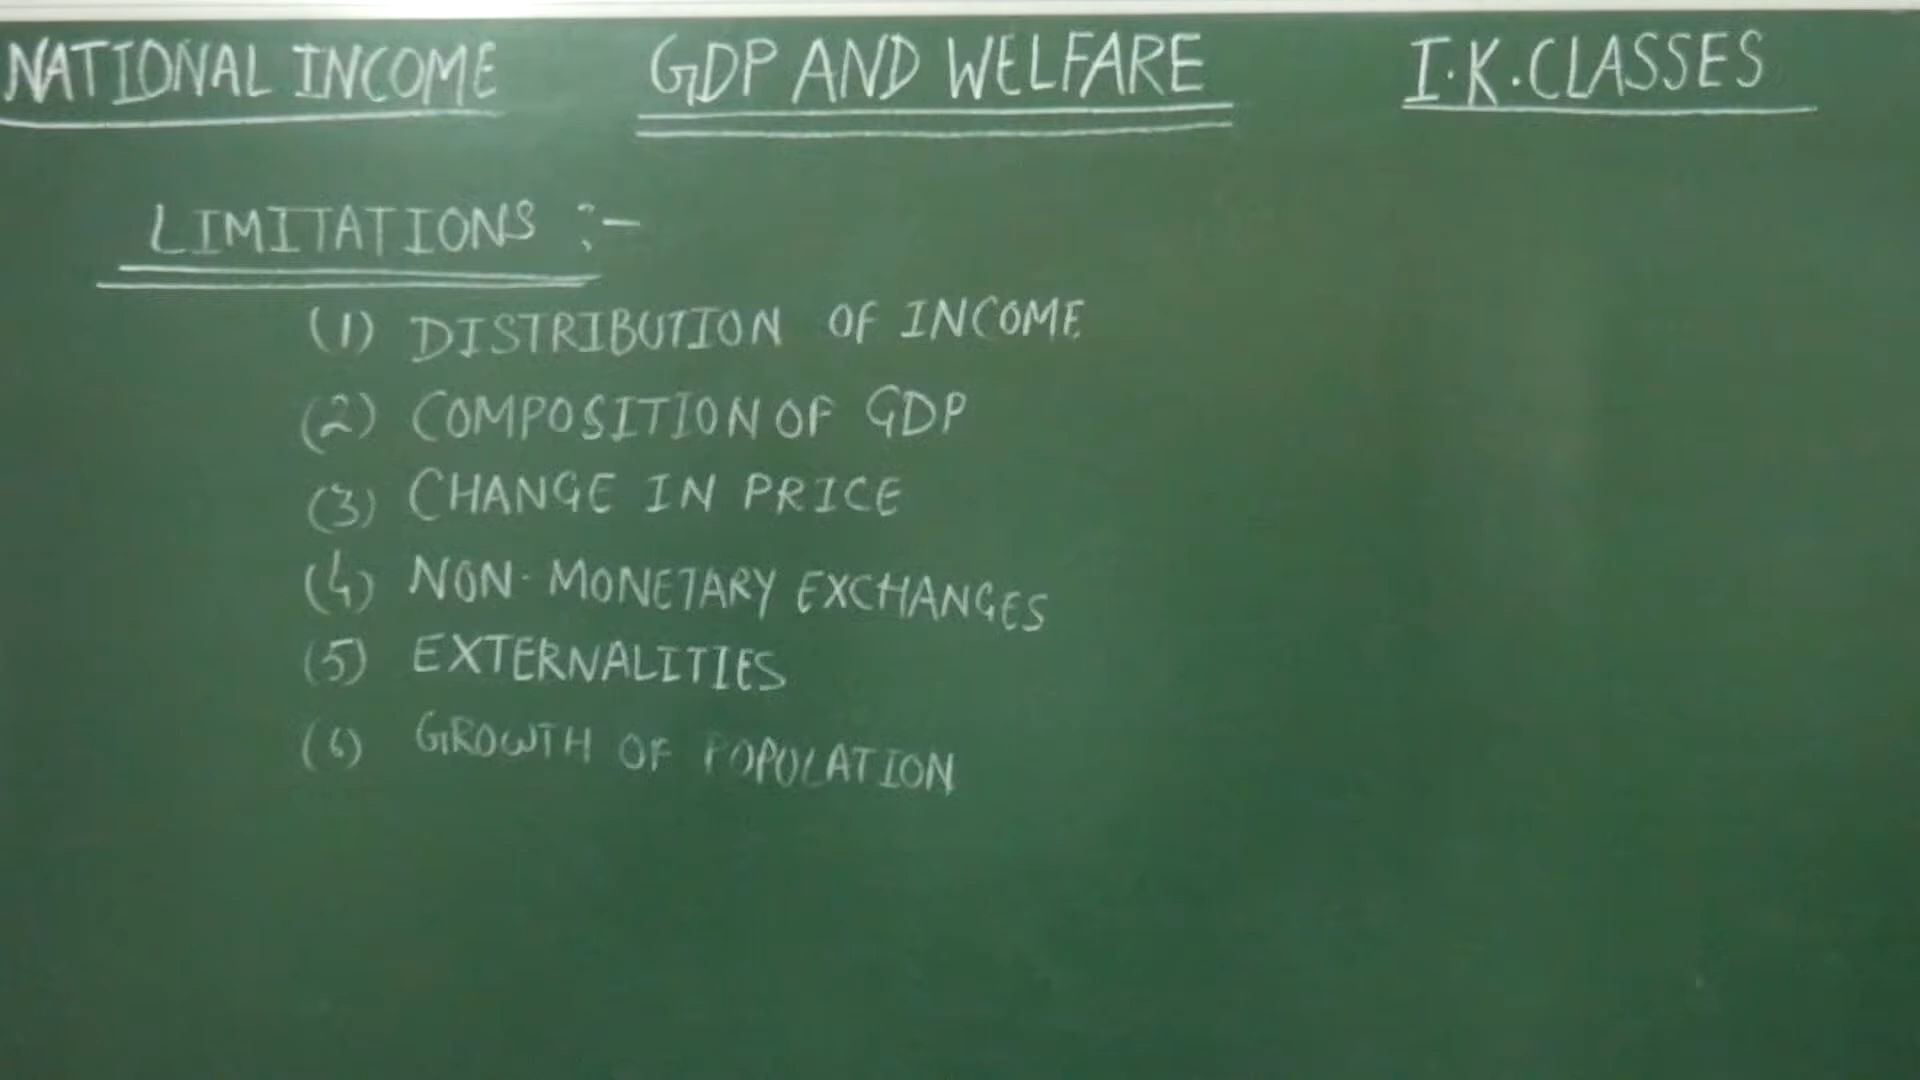 NATIONAL INCOME GDP AND WELFARE I.K.CLASSES
LIMITATIONS :-
(1) DISTRIBUTION OF INCOME
(2) COMPOSITION OF GDP
(3) CHANGE IN PRICE
(4) NON-MONETARY EXCHANGES
(5) EXTERNALITIES
(6) GROWTH OF POPULATION